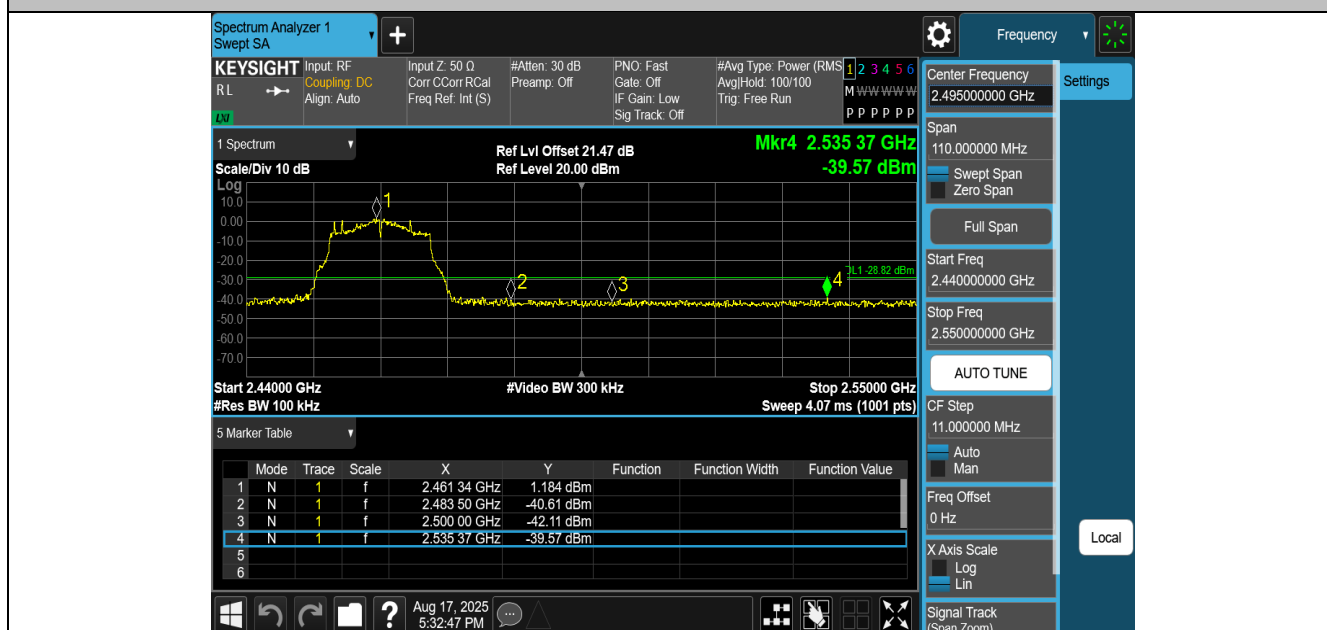 Spectrum Analyzer 1
Swept SA
+
Frequency
KEYSIGHT
R L
LXI
Input: RF
Coupling: DC
Align: Auto
Input Z: 50 Ω
Corr CCorr RCal
Freq Ref: Int (S)
#Atten: 30 dB
Preamp: Off
PNO: Fast
Gate: Off
IF Gain: Low
Sig Track: Off
#Avg Type: Power (RMS
Avg|Hold: 100/100
Trig: Free Run
1 2 3 4 5 6
M W W W W W
P P P P P P
1 Spectrum
Scale/Div 10 dB
Ref Lvl Offset 21.47 dB
Ref Level 20.00 dBm
Mkr4 2.535 37 GHz
-39.57 dBm
Log
10.0
0.00
-10.0
-20.0
-30.0
-40.0
-50.0
-60.0
-70.0
1
2
3
4
DL1 -28.82 dBm
Start 2.44000 GHz
#Video BW 300 kHz
Stop 2.55000 GHz
#Res BW 100 kHz
Sweep 4.07 ms (1001 pts)
5 Marker Table
Mode Trace Scale X Y Function Function Width Function Value
1 N 1 f 2.461 34 GHz 1.184 dBm
2 N 1 f 2.483 50 GHz -40.61 dBm
3 N 1 f 2.500 00 GHz -42.11 dBm
4 N 1 f 2.535 37 GHz -39.57 dBm
5
6
?
Aug 17, 2025
5:32:47 PM
Center Frequency
2.495000000 GHz
Span
110.000000 MHz
Swept Span
Zero Span
Full Span
Start Freq
2.440000000 GHz
Stop Freq
2.550000000 GHz
AUTO TUNE
CF Step
11.000000 MHz
Auto
Man
Freq Offset
0 Hz
X Axis Scale
Log
Lin
Signal Track
(Span Zoom)
Settings
Local